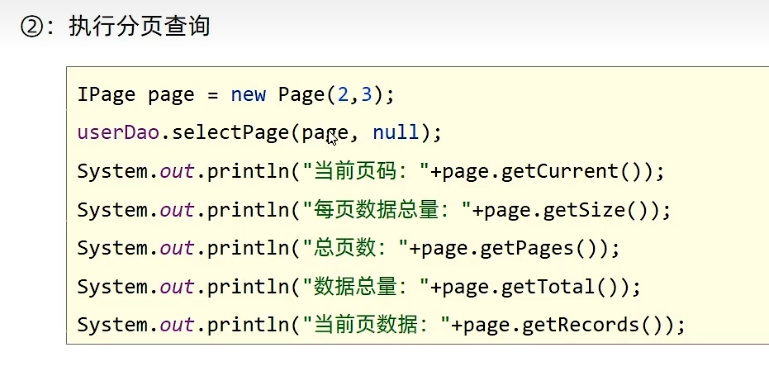 ②：执行分页查询
IPage page = new Page(2,3);
userDao.selectPage(page, null);
System.out.println("当前页码："+page.getCurrent());
System.out.println("每页数据总量："+page.getSize());
System.out.println("总页数："+page.getPages());
System.out.println("数据总量："+page.getTotal());
System.out.println("当前页数据："+page.getRecords());